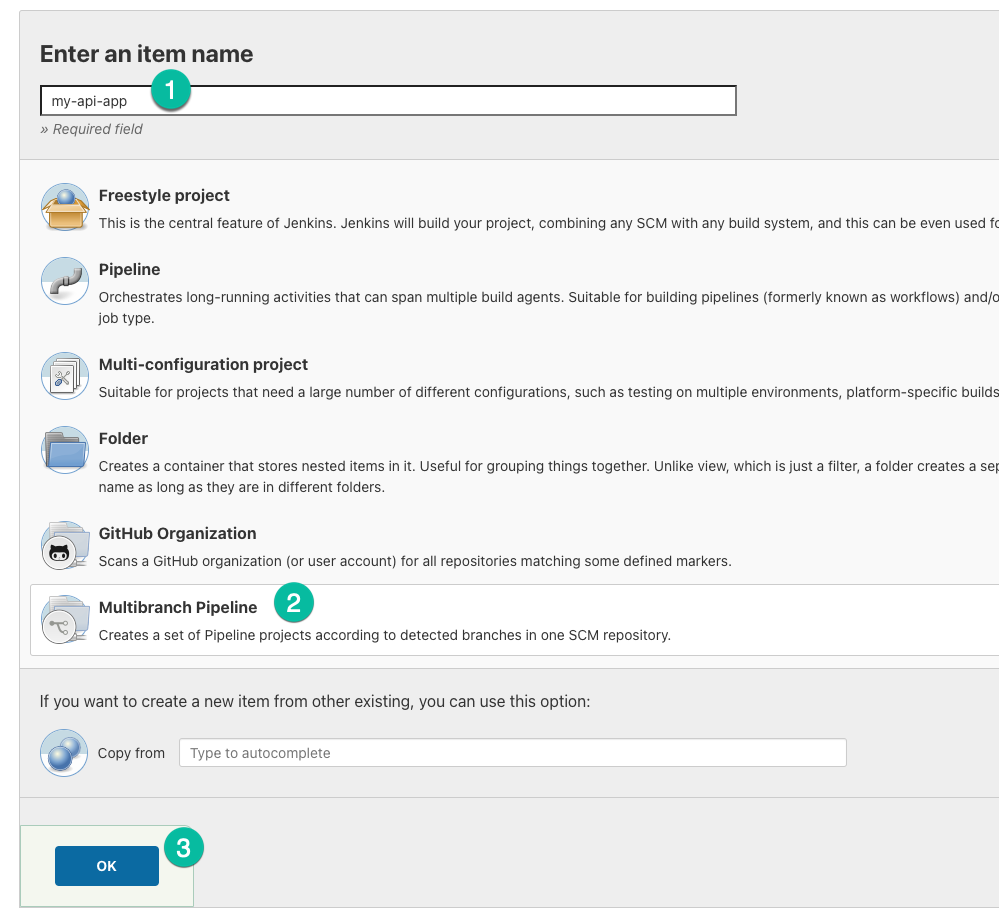 Enter an item name
my-api-app
1
» Required field
Freestyle project
This is the central feature of Jenkins. Jenkins will build your project, combining any SCM with any build system, and this can be even used
Pipeline
Orchestrates long-running activities that can span multiple build agents. Suitable for building pipelines (formerly known as workflows)
job type.
Multi-configuration project
Suitable for projects that need a large number of different configurations, such as testing on multiple environments, platform-specific builds
Folder
Creates a container that stores nested items in it. Useful for grouping things together. Unlike view, which is just a filter, a folder creates a
name as long as they are in different folders.
GitHub Organization
Scans a GitHub organization (or user account) for all repositories matching some defined markers.
Multibranch Pipeline
2
Creates a set of Pipeline projects according to detected branches in one SCM repository.
If you want to create a new item from other existing, you can use this option:
Copy from
Type to autocomplete
OK
3